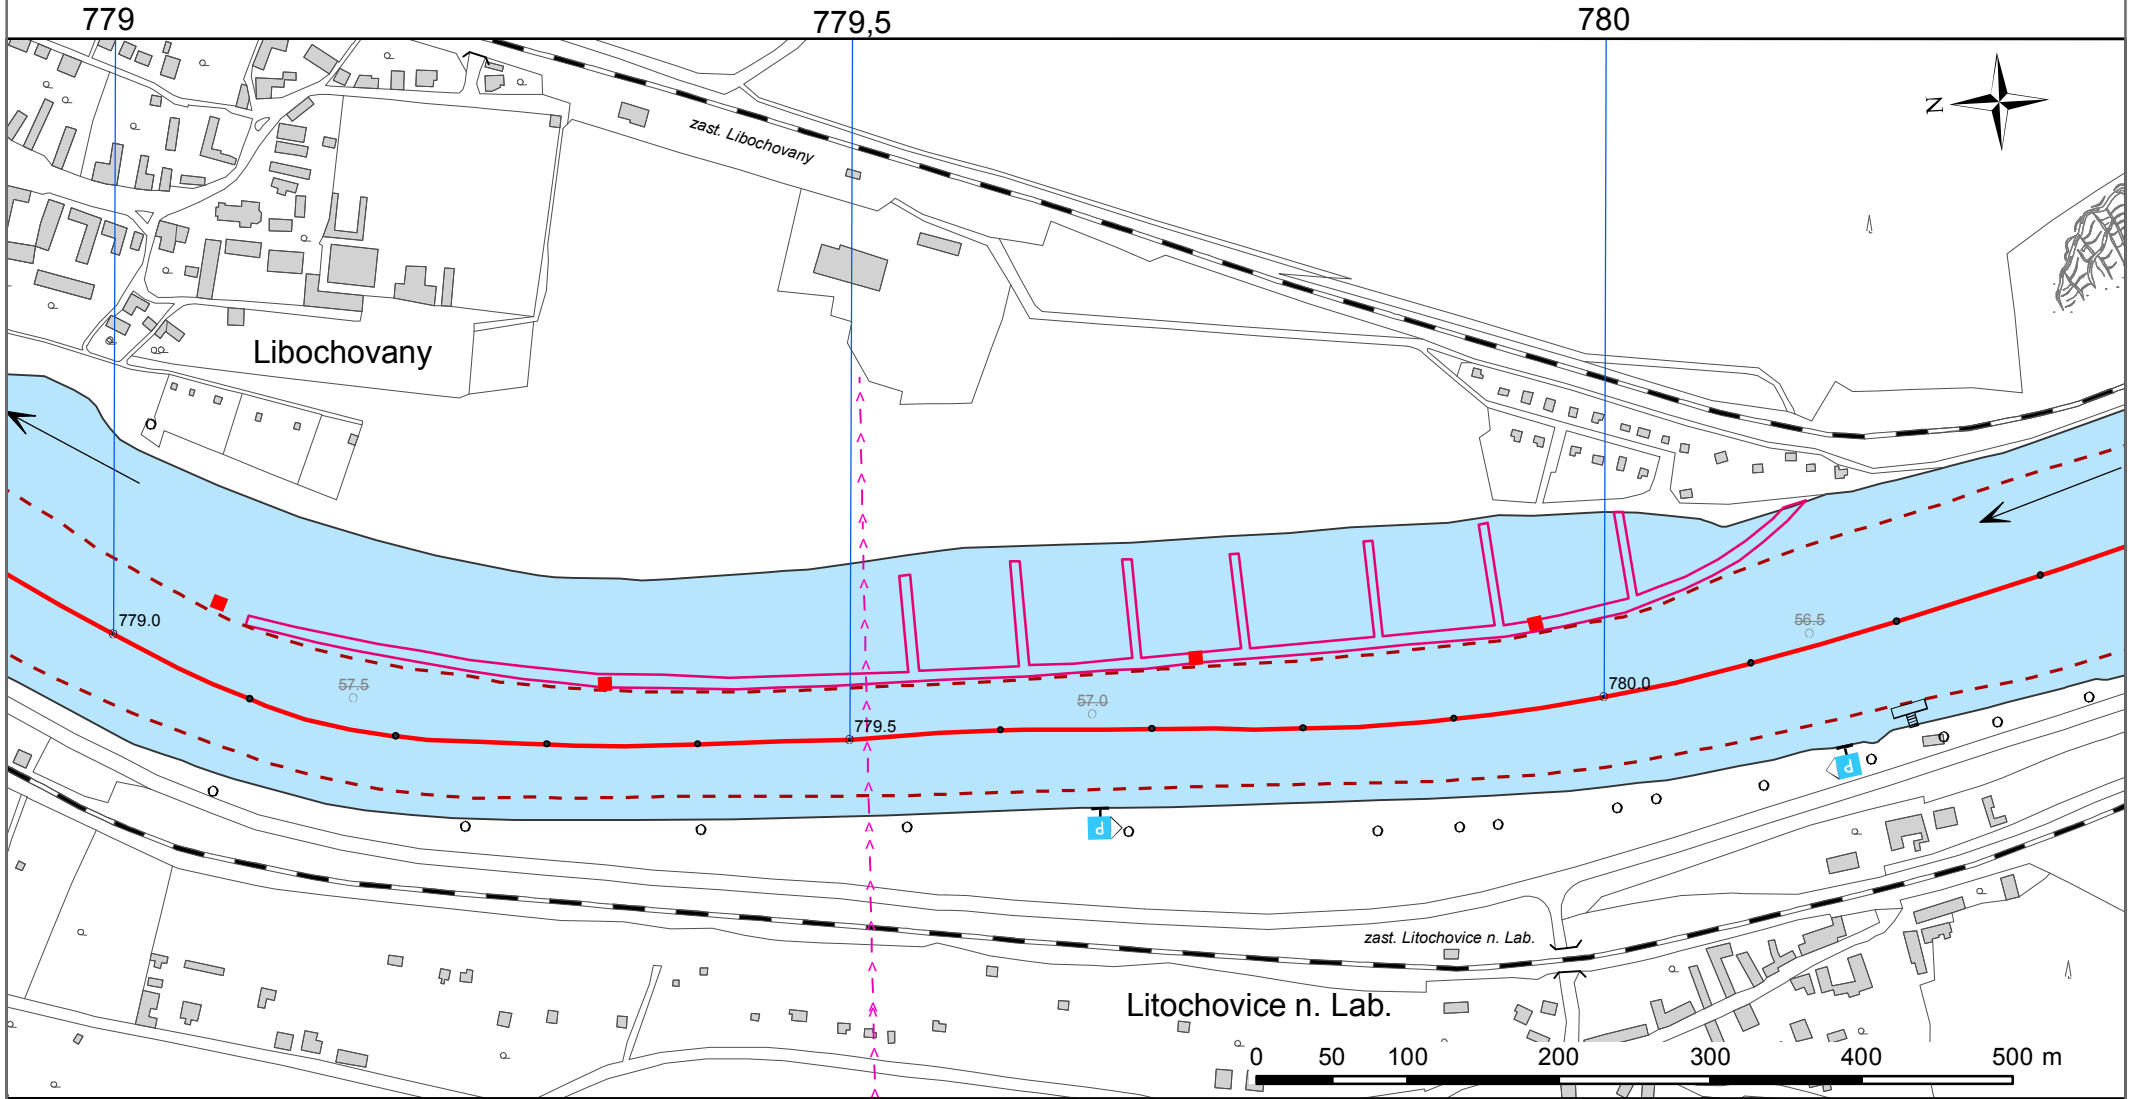 779
779,5
780
N
zast. Libochovany
Libochovany
779.0
56.5
57.5
780.0
57.0
779.5
P
P
zast. Litochovice n. Lab.
Litochovice n. Lab.
0 50 100 200 300 400 500 m